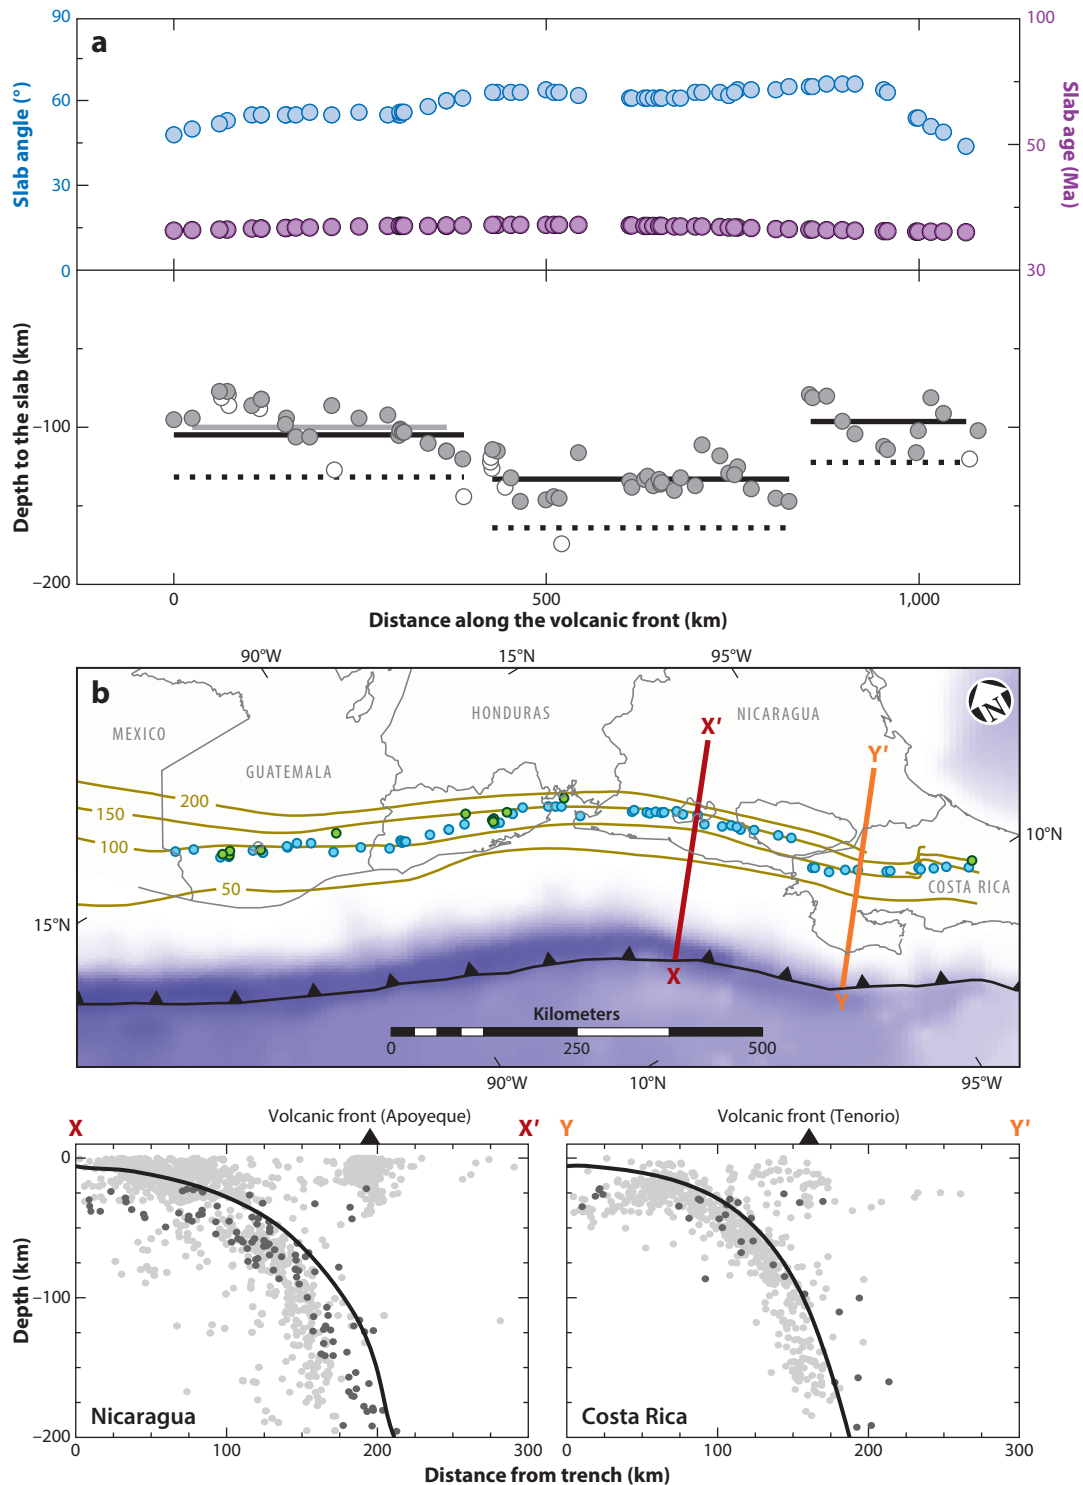 a
90
60
30
0
Slab angle (°)
100
50
30
Slab age (Ma)
−100
−200
Depth to the slab (km)
0
500
1,000
Distance along the volcanic front (km)
90°W
15°N
95°W
b
N
MEXICO
GUATEMALA
HONDURAS
NICARAGUA
COSTA RICA
X′
Y′
200
150
100
50
10°N
15°N
X
Y
Kilometers
0
250
500
90°W
10°N
95°W
Volcanic front (Apoyeque)
X
X′
Volcanic front (Tenorio)
Y
Y′
0
−100
−200
Depth (km)
Nicaragua
Costa Rica
0
100
200
300
0
100
200
300
Distance from trench (km)